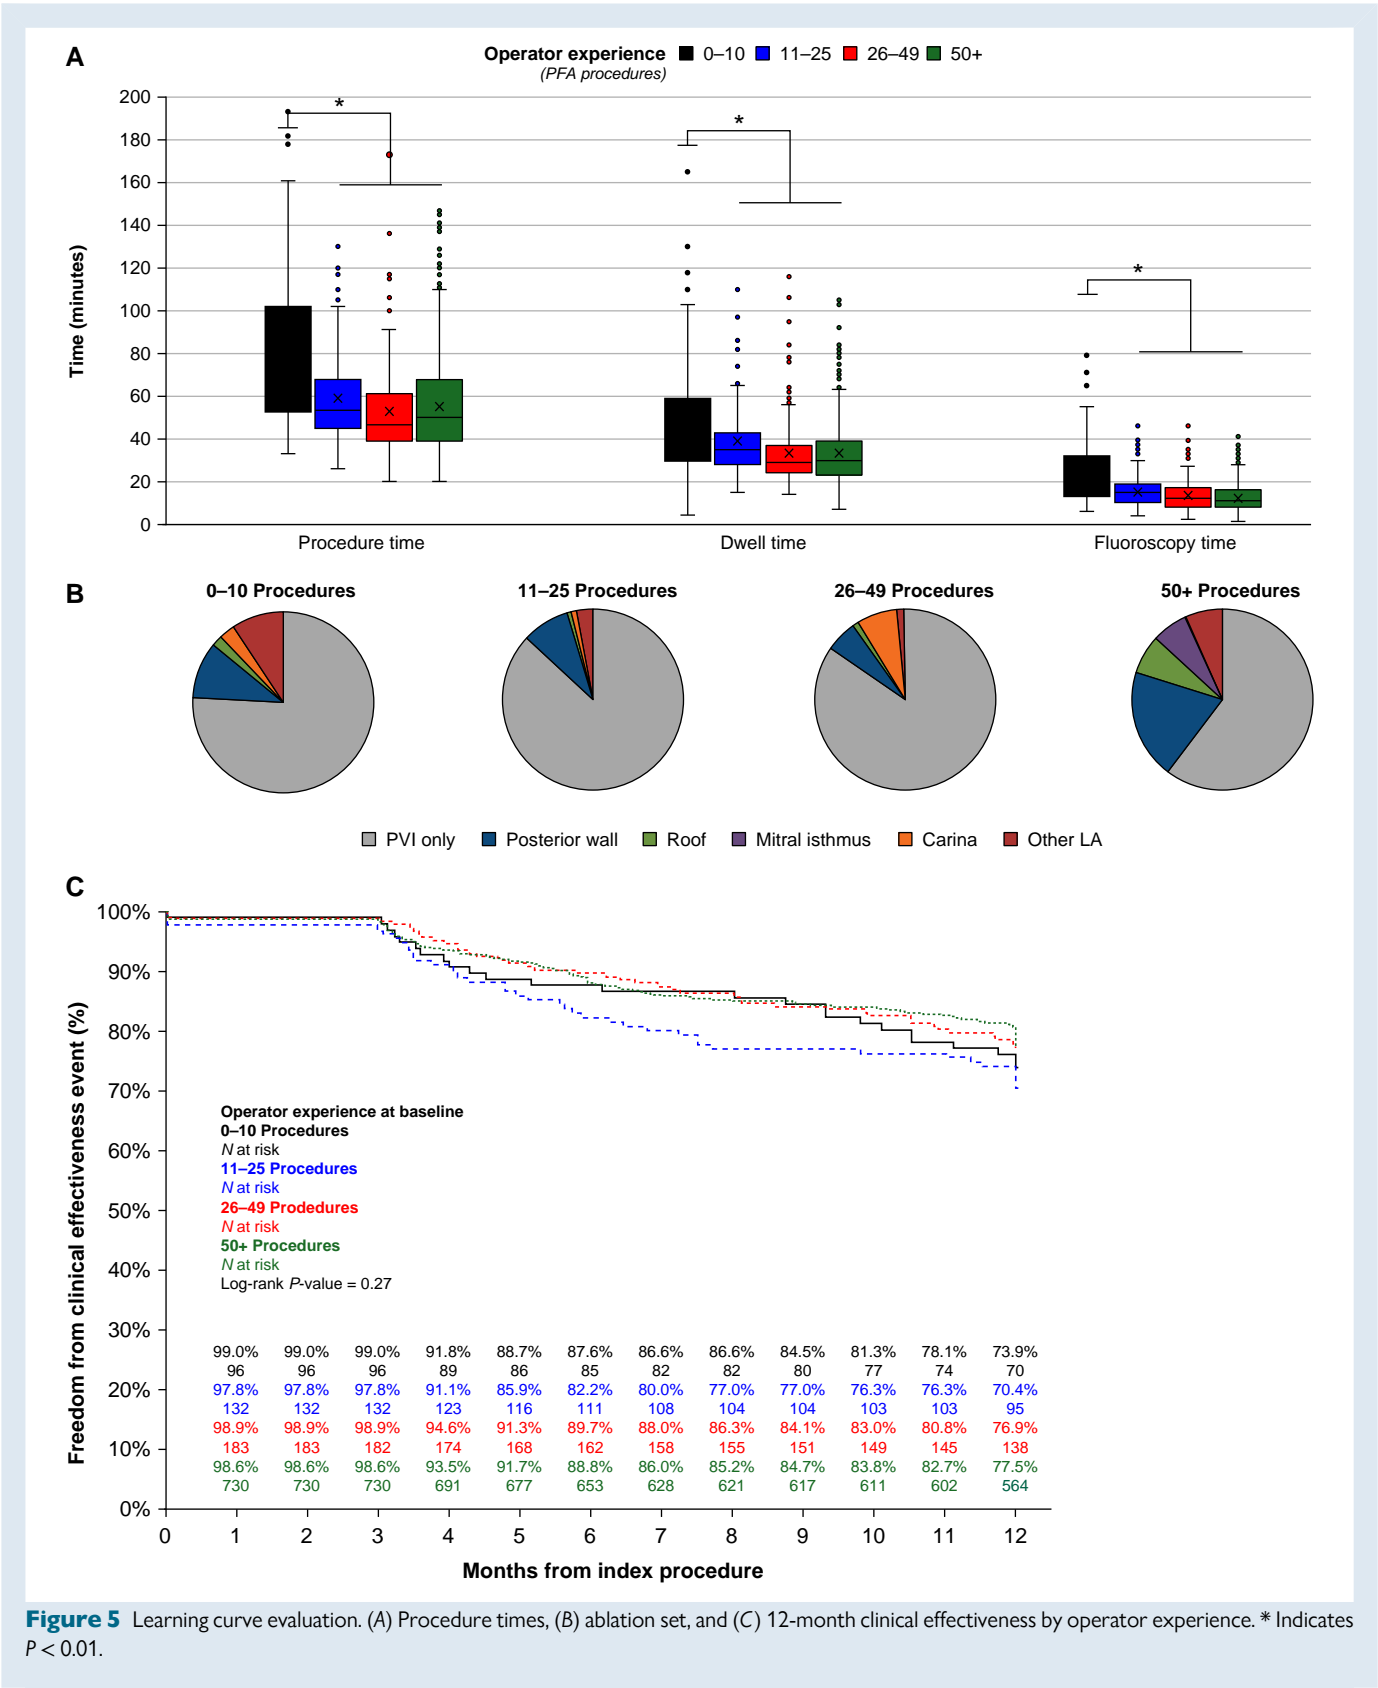 A
Operator experience 0–10 11–25 26–49 50+
(PFA procedures)
200
180
160
140
120
100
80
60
40
20
0
Time (minutes)
*
*
*
Procedure time Dwell time Fluoroscopy time
B
0–10 Procedures 11–25 Procedures 26–49 Procedures 50+ Procedures
PVI only Posterior wall Roof Mitral isthmus Carina Other LA
C
100%
90%
80%
70%
60%
50%
40%
30%
20%
10%
0%
Freedom from clinical effectiveness event (%)
Operator experience at baseline
0–10 Procedures
N at risk
11–25 Procedures
N at risk
26–49 Prodedures
N at risk
50+ Procedures
N at risk
Log-rank P-value = 0.27
99.0% 99.0% 99.0% 91.8% 88.7% 87.6% 86.6% 86.6% 84.5% 81.3% 78.1% 73.9%
96 96 96 89 86 85 82 82 80 77 74 70
97.8% 97.8% 97.8% 91.1% 85.9% 82.2% 80.0% 77.0% 77.0% 76.3% 76.3% 70.4%
132 132 132 123 116 111 108 104 104 103 103 95
98.9% 98.9% 98.9% 94.6% 91.3% 89.7% 88.0% 86.3% 84.1% 83.0% 80.8% 76.9%
183 183 182 174 168 162 158 155 151 149 145 138
98.6% 98.6% 98.6% 93.5% 91.7% 88.8% 86.0% 85.2% 84.7% 83.8% 82.7% 77.5%
730 730 730 691 677 653 628 621 617 611 602 564
0 1 2 3 4 5 6 7 8 9 10 11 12
Months from index procedure
Figure 5 Learning curve evaluation. (A) Procedure times, (B) ablation set, and (C) 12-month clinical effectiveness by operator experience. * Indicates
P < 0.01.